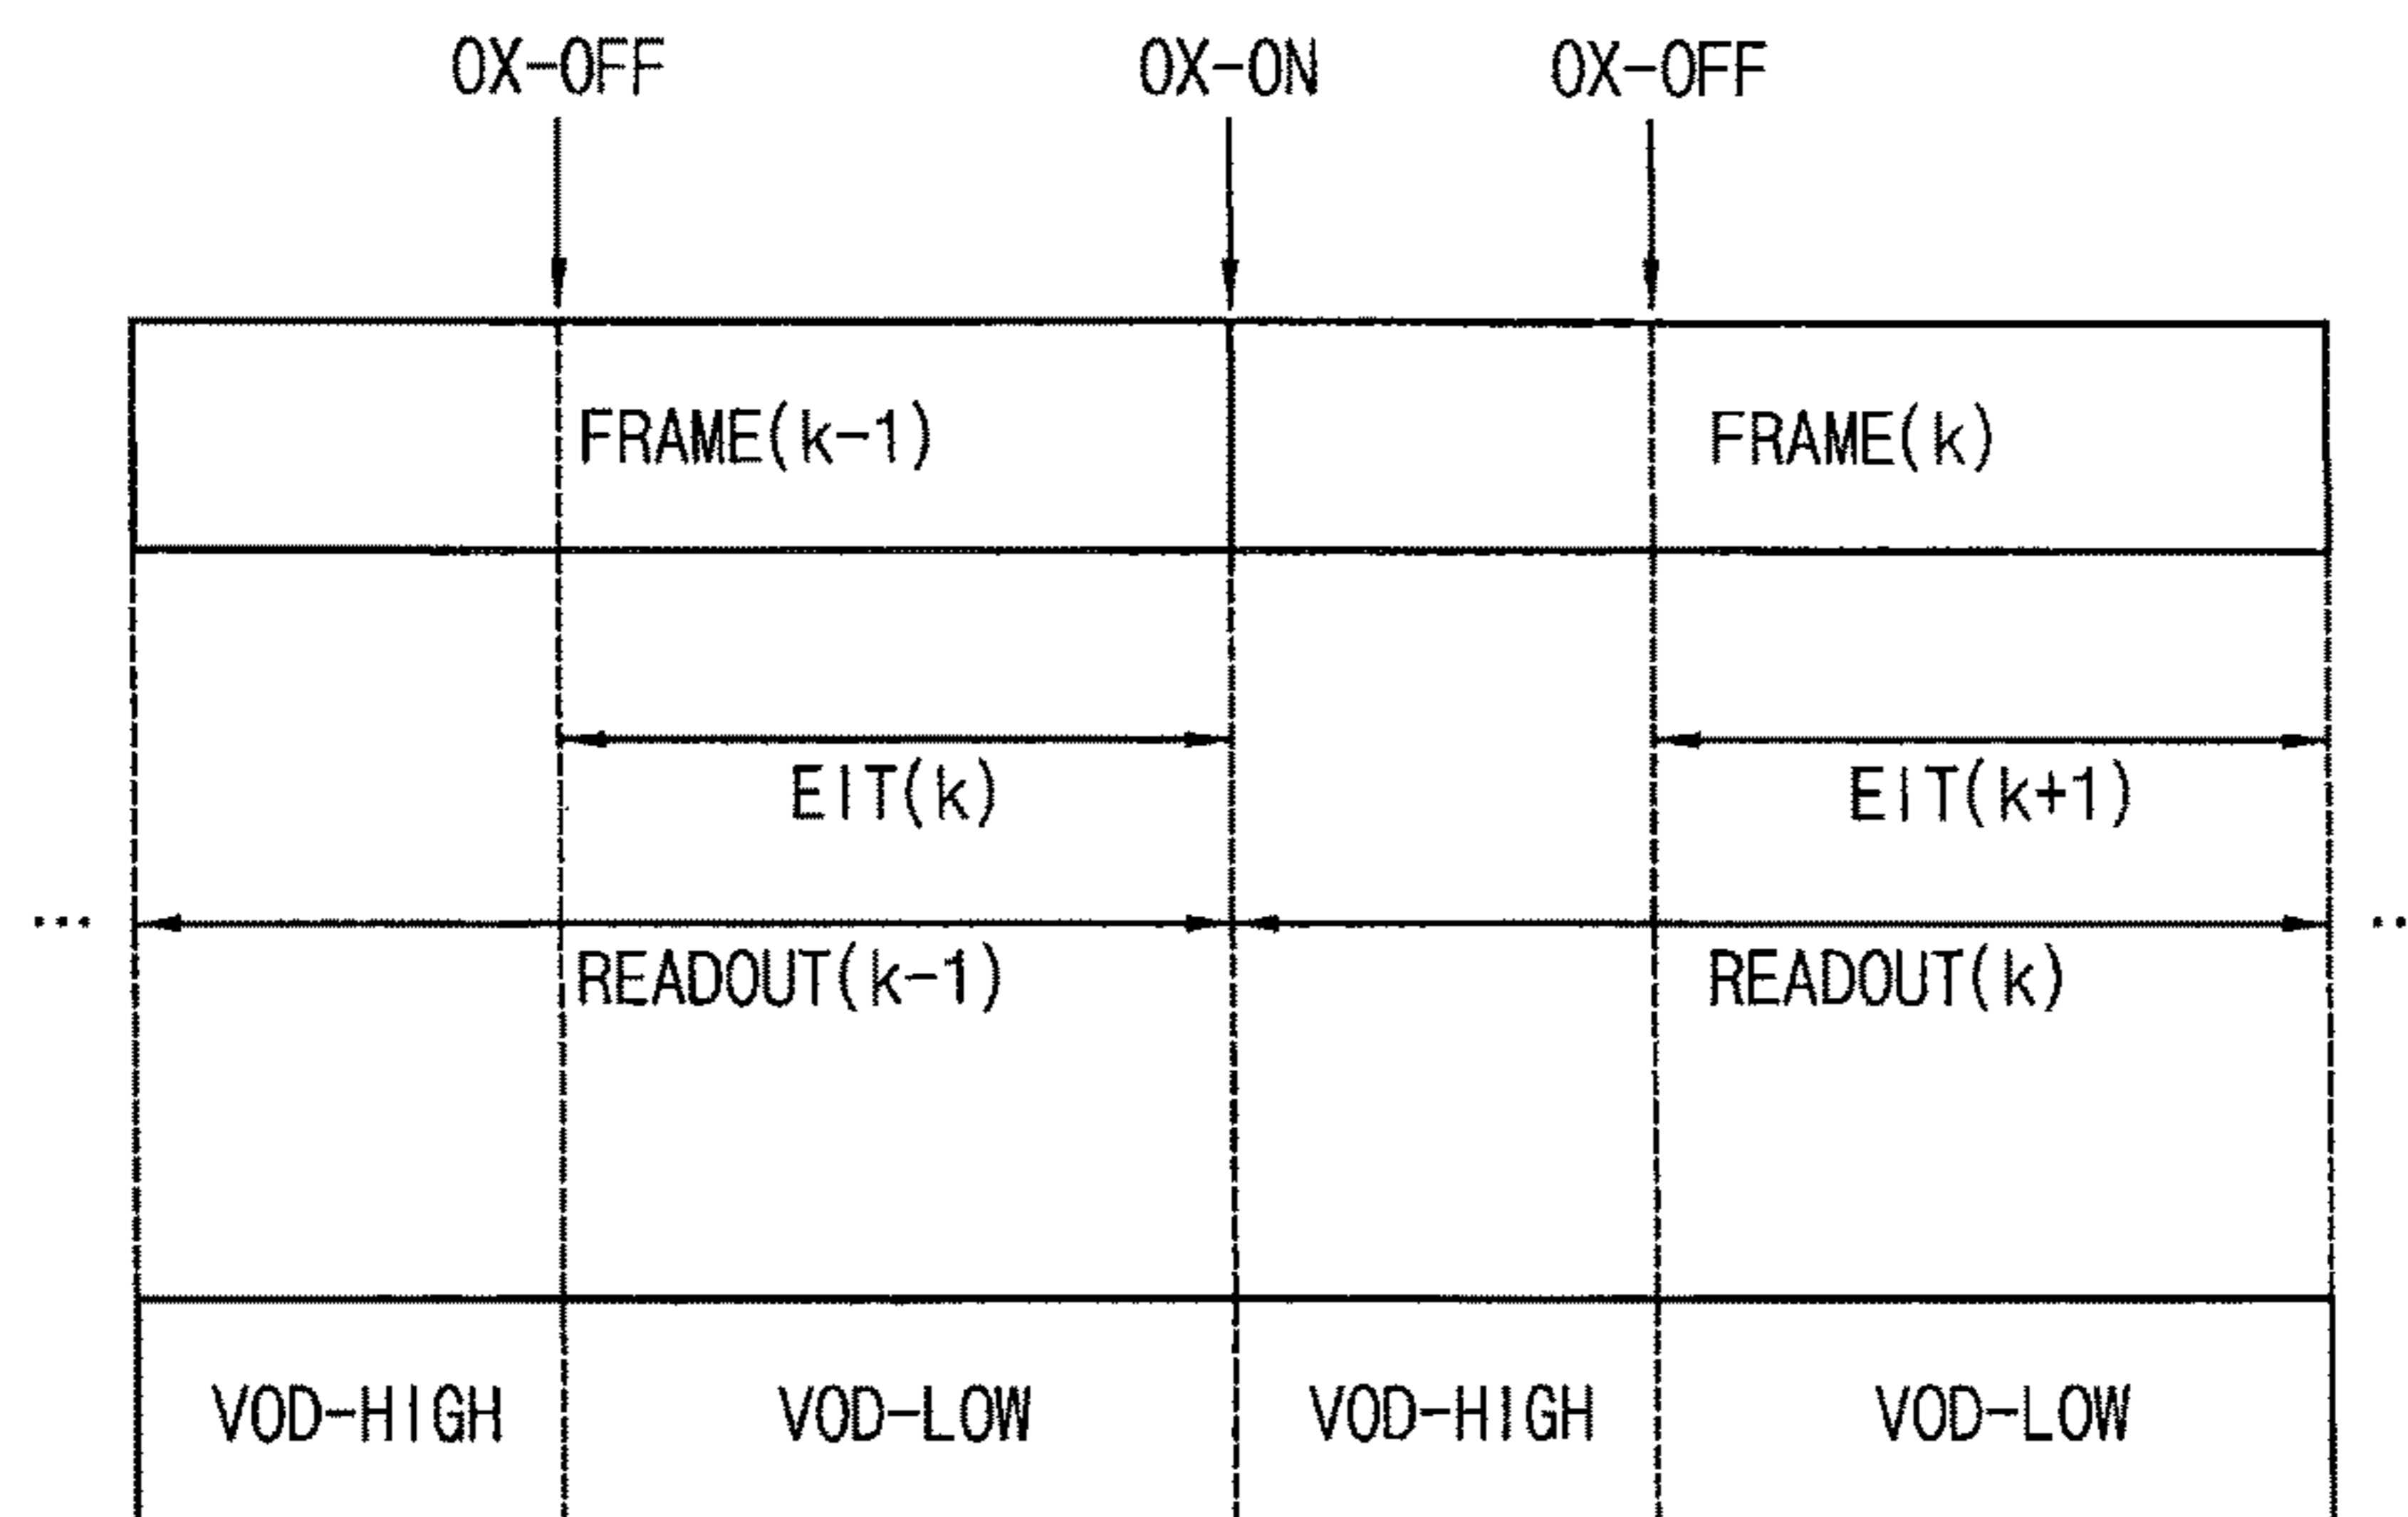 OX-OFF OX-ON OX-OFF
FRAME(k-1) FRAME(k)
EIT(k) EIT(k+1)
... READOUT(k-1) READOUT(k) ..
VOD-HIGH VOD-LOW VOD-HIGH VOD-LOW